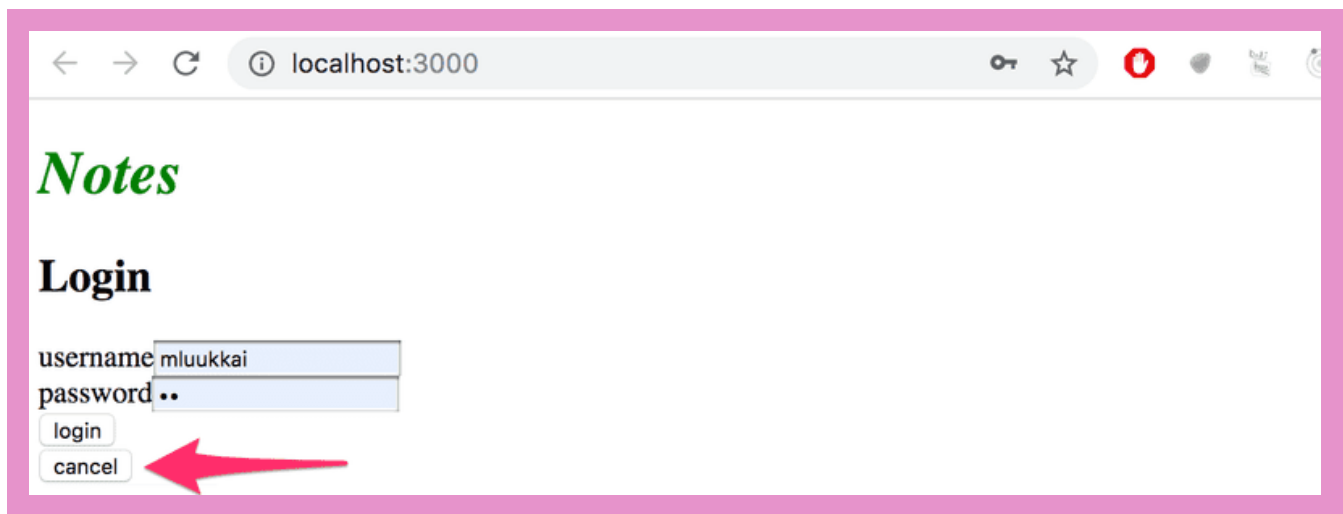 localhost:3000
Notes
Login
username mluukkai
password ••
login
cancel